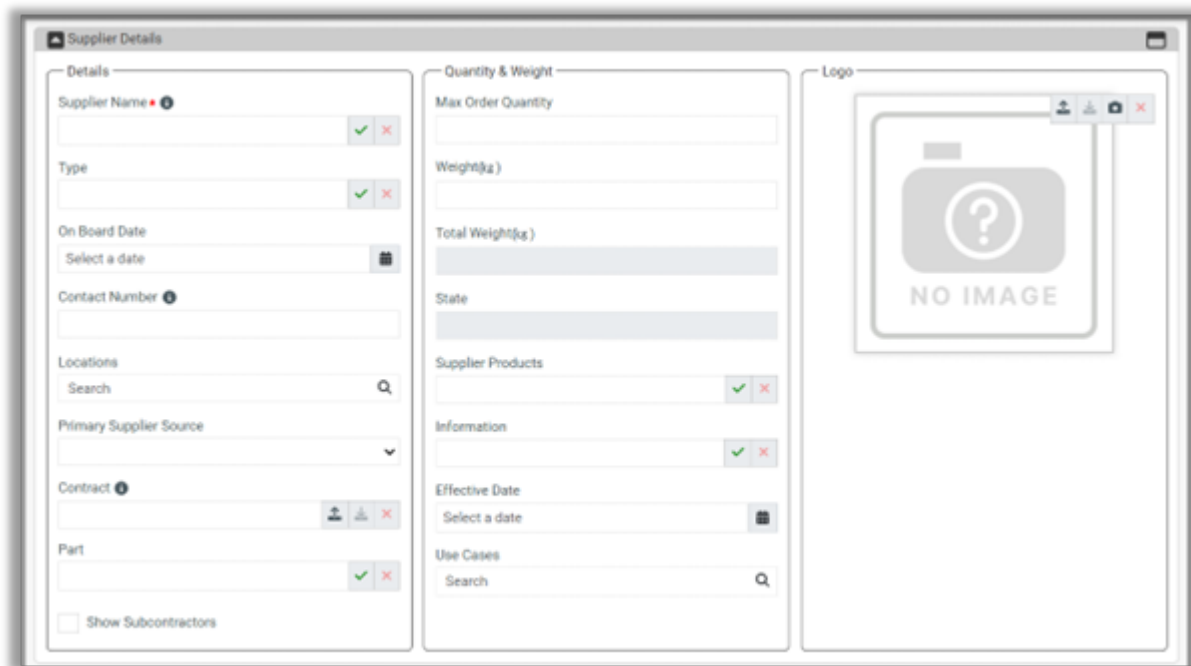 Supplier Details
Details
Supplier Name
Type
On Board Date
Select a date
Contact Number
Locations
Search
Primary Supplier Source
Contract
Part
Show Subcontractors
Quantity & Weight
Max Order Quantity
Weight(kg )
Total Weight(kg )
State
Supplier Products
Information
Effective Date
Select a date
Use Cases
Search
Logo
NO IMAGE